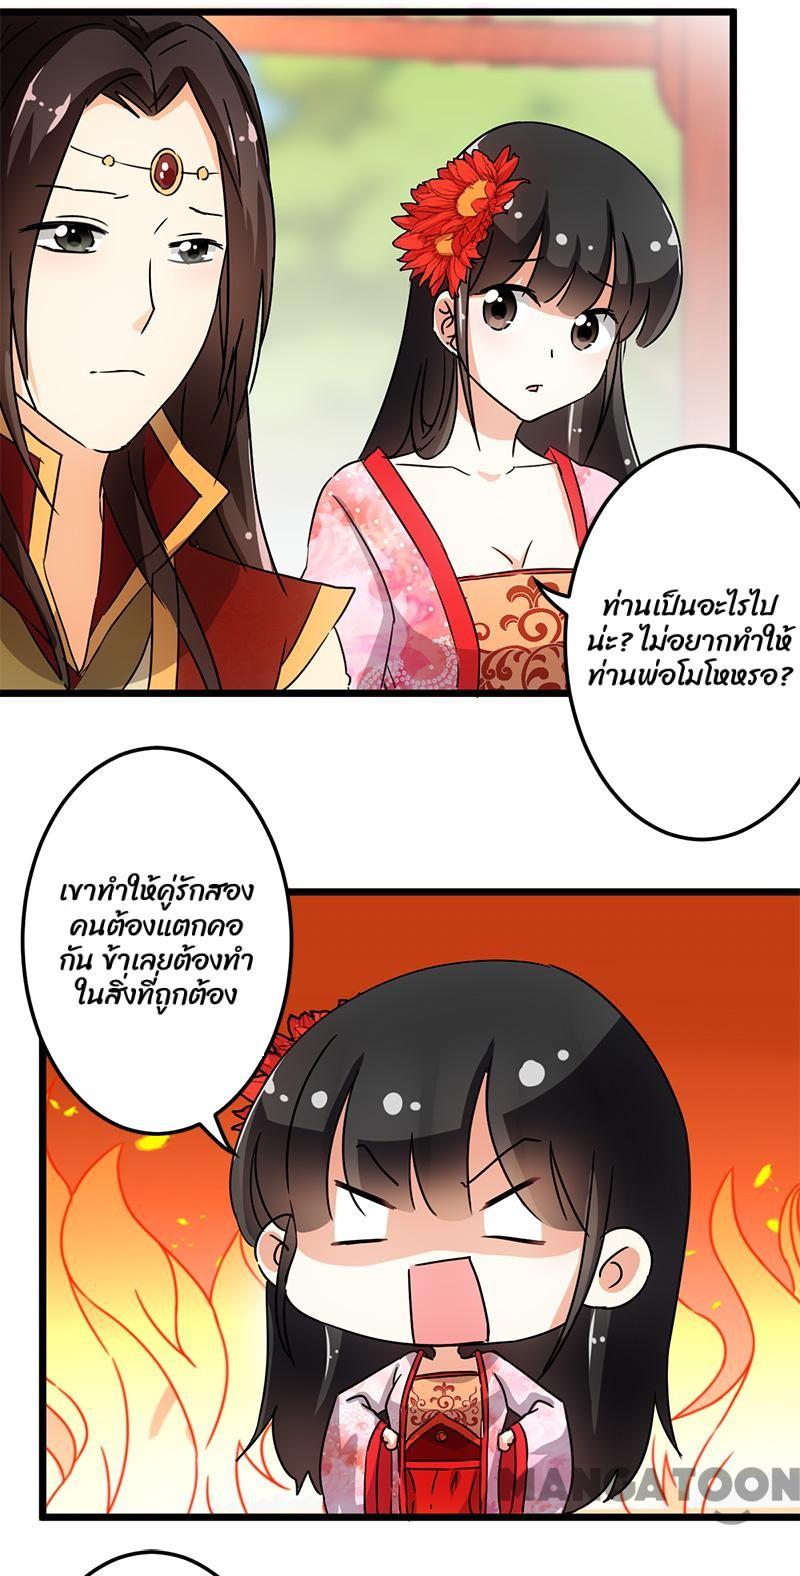 ท่านเป็นอะไรไป
น่ะ? ไม่อยากทำให้
ท่านพ่อโมโหหรอ?
เขาทำให้คู่รักสอง
คนต้องแตกคอ
กัน ข้าเลยต้องทำ
ในสิ่งที่ถูกต้อง
MANGATOON